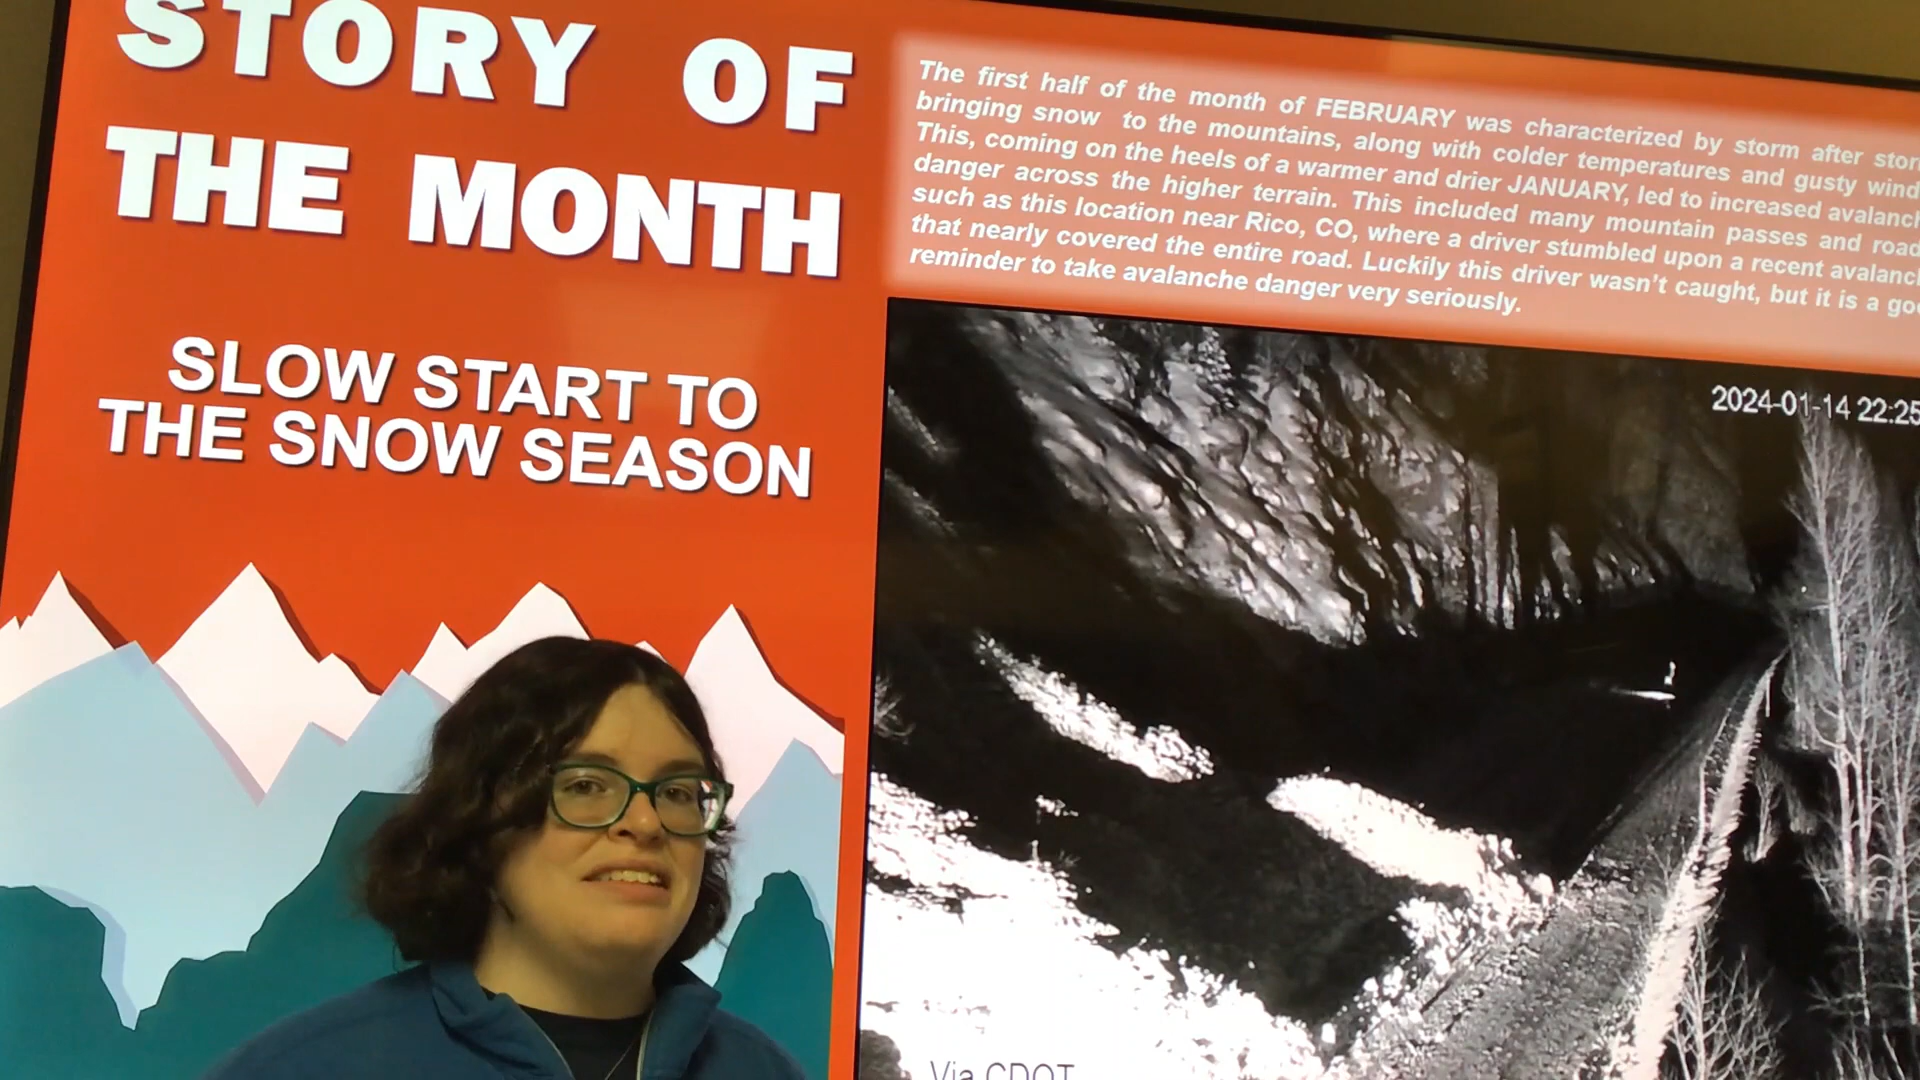 STORY OF
THE MONTH
SLOW START TO
THE SNOW SEASON
The first half of the month of FEBRUARY was characterized by storm after
bringing snow to the mountains, along with colder temperatures and gusty
This, coming on the heels of a warmer and drier JANUARY, led to increased
danger across the higher terrain. This included many mountain passes and
such as this location near Rico, CO, where a driver stumbled upon a recent
that nearly covered the entire road. Luckily this driver wasn't caught, but it is a
reminder to take avalanche danger very seriously.
2024-01-14 22:25
Via CDOT